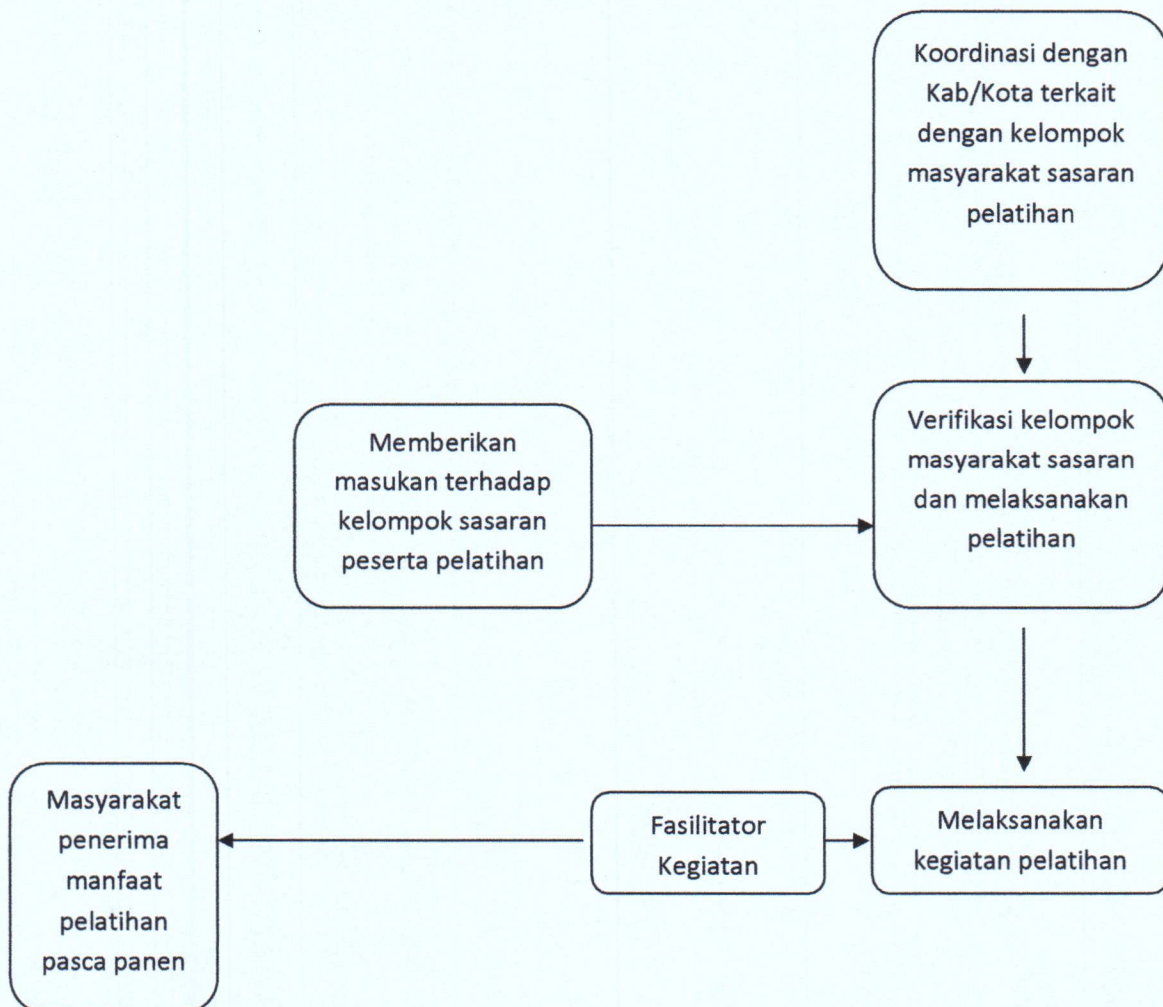 Koordinasi dengan
Kab/Kota terkait
dengan kelompok
masyarakat sasaran
pelatihan
Memberikan
masukan terhadap
kelompok sasaran
peserta pelatihan
Verifikasi kelompok
masyarakat sasaran
dan melaksanakan
pelatihan
Masyarakat
penerima
manfaat
pelatihan
pasca panen
Fasilitator
Kegiatan
Melaksanakan
kegiatan pelatihan